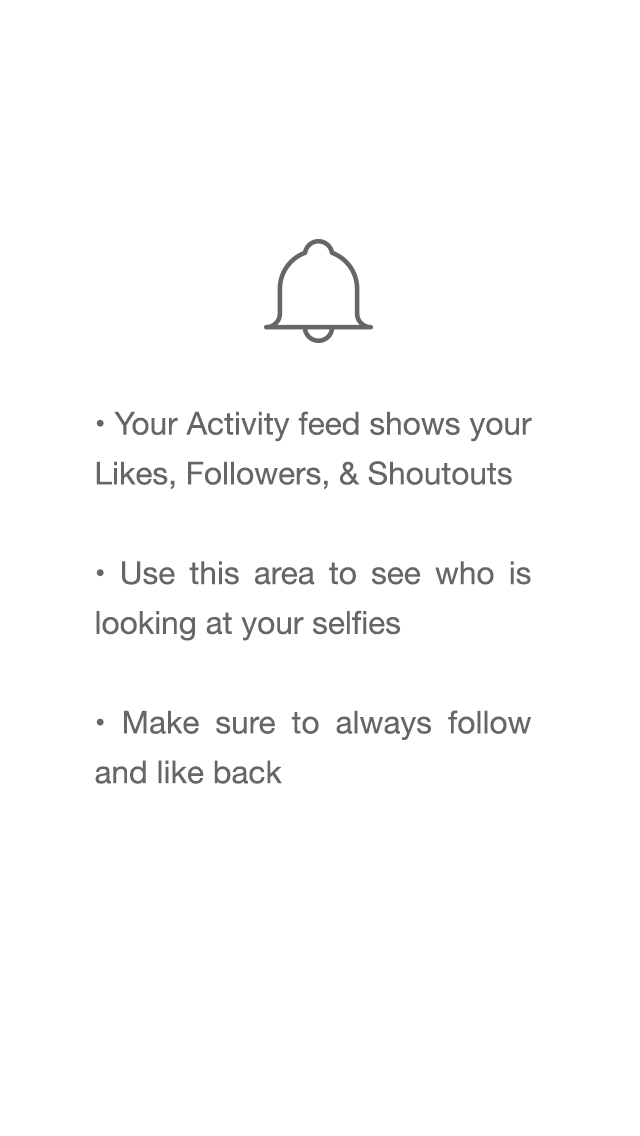 • Your Activity feed shows your
Likes, Followers, & Shoutouts
• Use this area to see who is
looking at your selfies
• Make sure to always follow
and like back